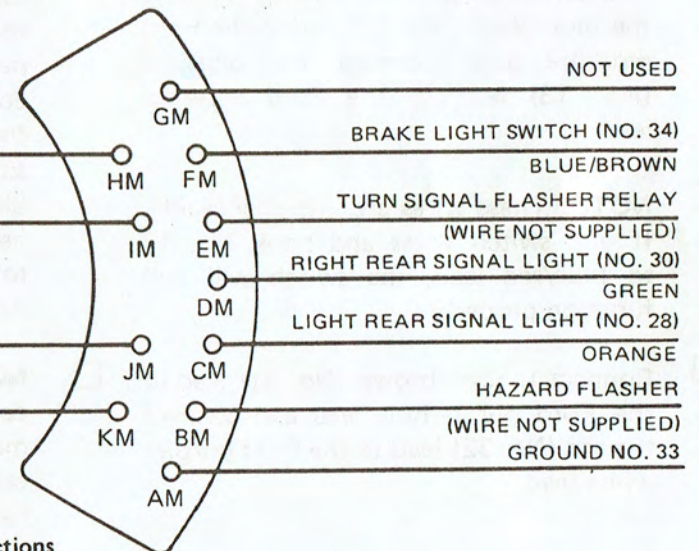 NOT USED
GM
BRAKE LIGHT SWITCH (NO. 34)
HM FM BLUE/BROWN
TURN SIGNAL FLASHER RELAY
IM EM (WIRE NOT SUPPLIED)
RIGHT REAR SIGNAL LIGHT (NO. 30)
DM GREEN
LIGHT REAR SIGNAL LIGHT (NO. 28)
JM CM ORANGE
HAZARD FLASHER
KM BM (WIRE NOT SUPPLIED)
GROUND NO. 33
AM
ctions